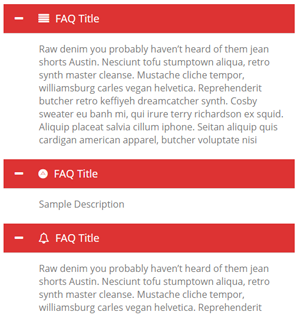 FAQ Title
Raw denim you probably haven't heard of them jean
shorts Austin. Nesciunt tofu stumptown aliqua, retro
synth master cleanse. Mustache cliche tempor,
williamsburg carles vegan helvetica. Reprehenderit
butcher retro keffiyeh dreamcatcher synth. Cosby
sweater eu banh mi, qui irure terry richardson ex squid.
Aliquip placeat salvia cillum iphone. Seitan aliquip quis
cardigan american apparel, butcher voluptate nisi
FAQ Title
Sample Description
FAQ Title
Raw denim you probably haven't heard of them jean
shorts Austin. Nesciunt tofu stumptown aliqua, retro
synth master cleanse. Mustache cliche tempor,
williamsburg carles vegan helvetica. Reprehenderit